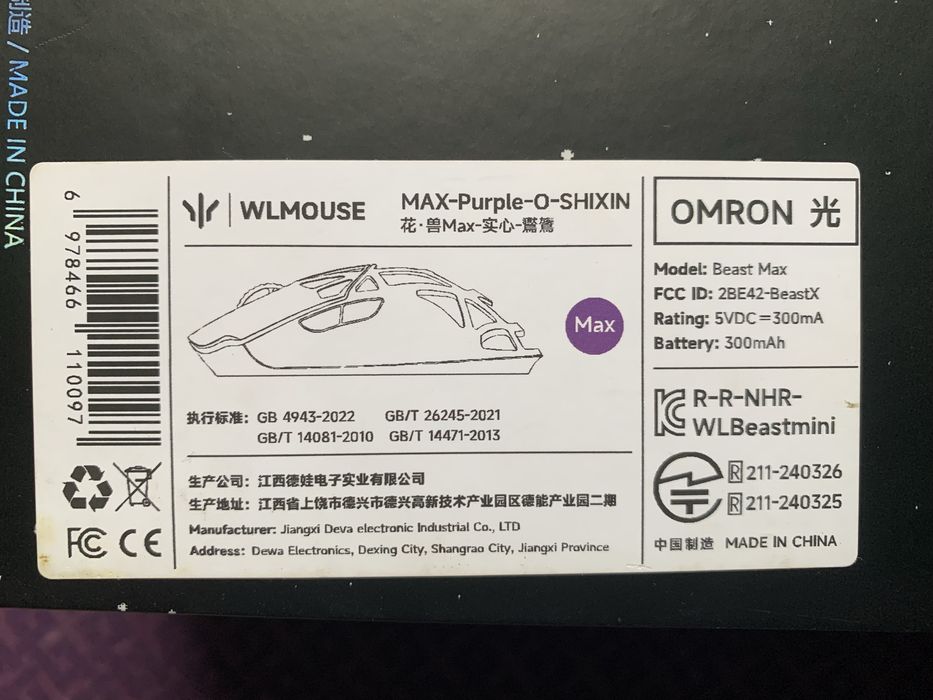 制造 / MADE IN CHINA
6 978466 110097
FC CE
WLMOUSE
MAX-Purple-O-SHIXIN
花·兽Max-实心-
Max
执行标准: GB 4943-2022 GB/T 26245-2021
GB/T 14081-2010 GB/T 14471-2013
生产公司: 江西德娃电子实业有限公司
生产地址: 江西省上饶市德兴市德兴高新技术产业园区德能产业园二期
Manufacturer: Jiangxi Deva electronic Industrial Co., LTD
Address: Dewa Electronics, Dexing City, Shangrao City, Jiangxi Province
OMRON 光
Model: Beast Max
FCC ID: 2BE42-BeastX
Rating: 5VDC=300mA
Battery: 300mAh
R-R-NHR-
WLBeastmini
R 211-240326
R 211-240325
中国制造 MADE IN CHINA